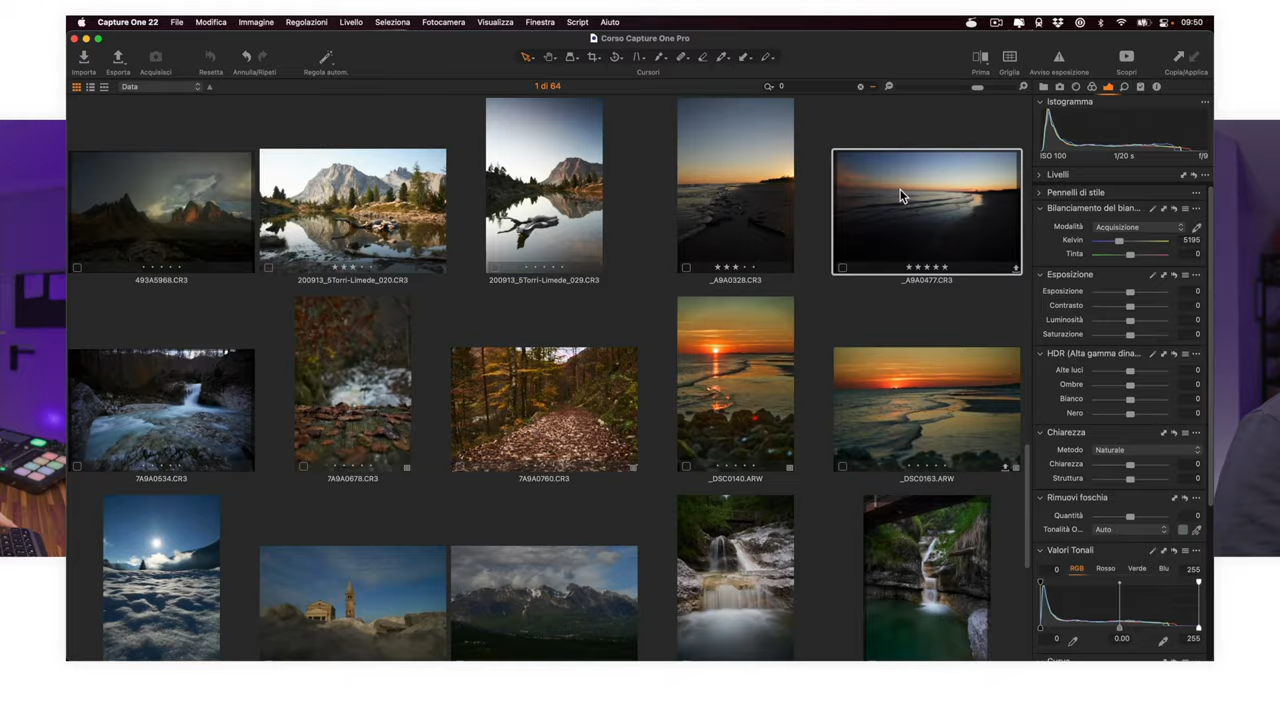 Capture One 22 File Modifica Immagine Regolazioni Livello Seleziona Fotocamera Visualizza Finestra Script Aiuto 09:50
Corso Capture One Pro
Importa Esporta Acquisisci Resetta Annulla/Ripeti Regola autom. Cursori Prima Griglia Avviso esposizione Scopri Copia/Applica
Data 1 di 64 0
Istogramma
ISO 100 1/20 s f/9
Livelli
Pennelli di stile
Bilanciamento del bian...
Modalità Acquisizione
Kelvin 5195
Tinta 0
Esposizione
Esposizione 0
Contrasto 0
Luminosità 0
Saturazione 0
HDR (Alta gamma dina...
Alte luci 0
Ombre 0
Bianco 0
Nero 0
Chiarezza
Metodo Naturale
Chiarezza 0
Struttura 0
Rimuovi foschia
Quantità 0
Tonalità O... Auto
Valori Tonali
0 RGB Rosso Verde Blu 255
0 0.00 255
493A5968.CR3 200913_5Torri-Limede_020.CR3 200913_5Torri-Limede_029.CR3 _A9A0328.CR3 _A9A0477.CR3
7A9A0534.CR3 7A9A0678.CR3 7A9A0760.CR3 _DSC0140.ARW _DSC0163.ARW